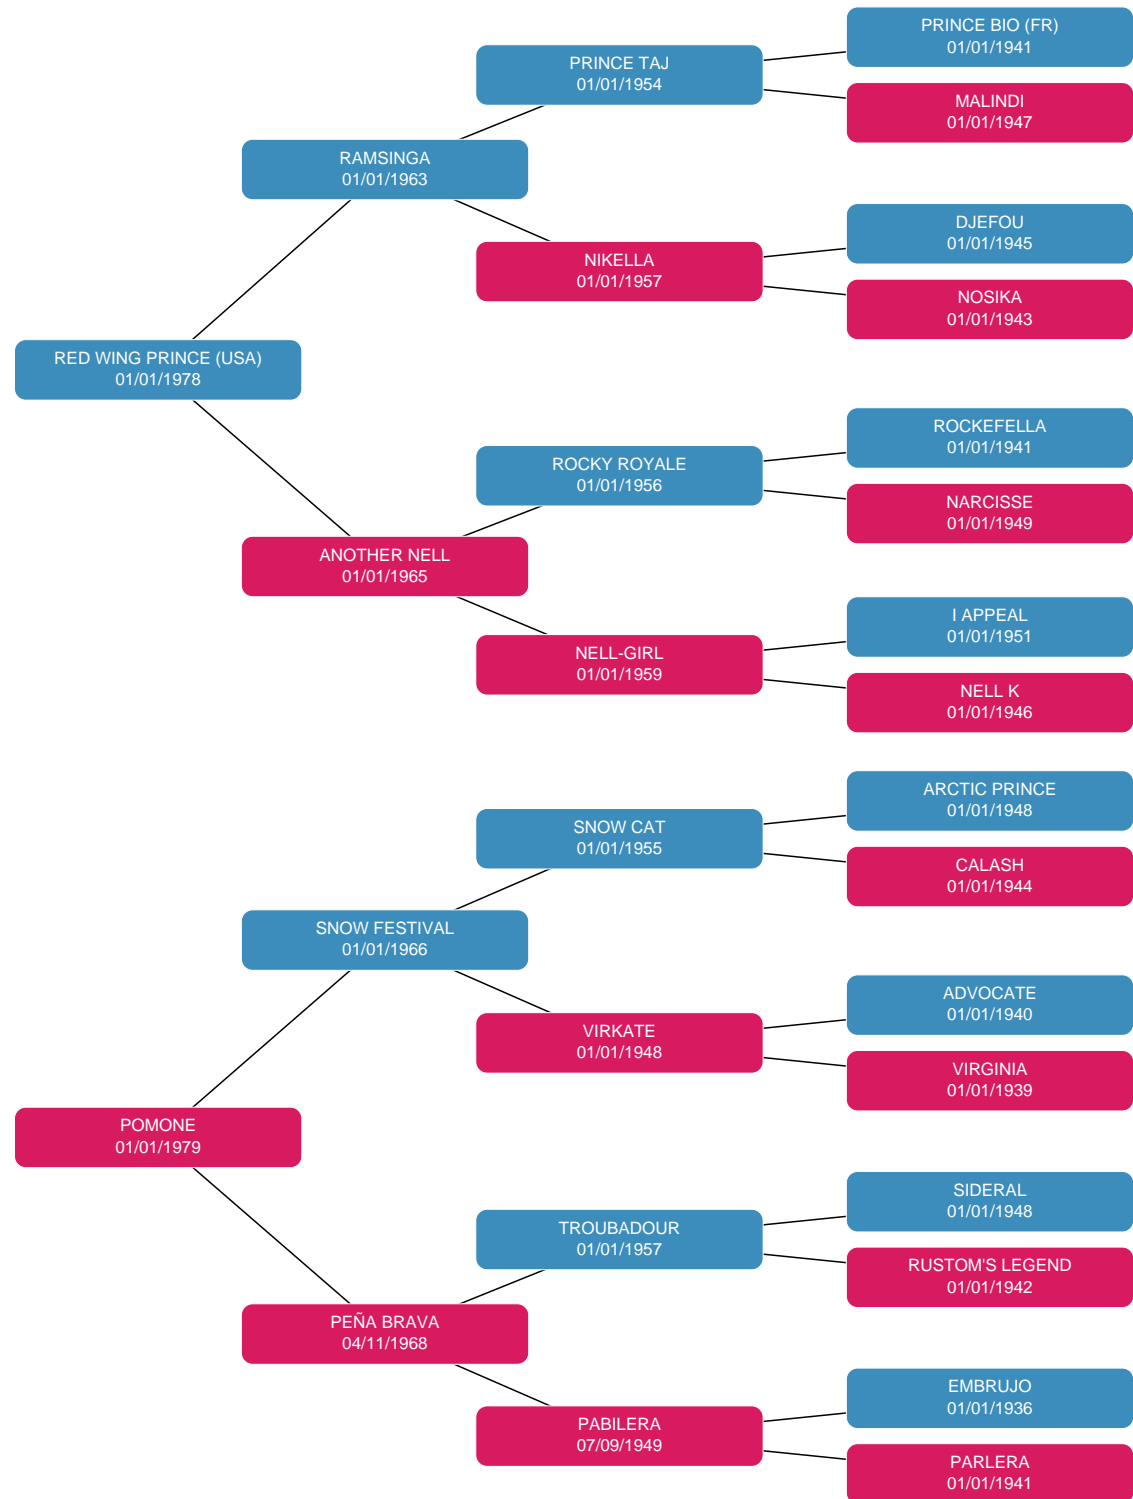 PRINCE BIO (FR)
01/01/1941
PRINCE TAJ
01/01/1954
MALINDI
01/01/1947
RAMSINGA
01/01/1963
DJEFOU
01/01/1945
NIKELLA
01/01/1957
NOSIKA
01/01/1943
RED WING PRINCE (USA)
01/01/1978
ROCKEFELLA
01/01/1941
ROCKY ROYALE
01/01/1956
NARCISSE
01/01/1949
ANOTHER NELL
01/01/1965
I APPEAL
01/01/1951
NELL-GIRL
01/01/1959
NELL K
01/01/1946
ARCTIC PRINCE
01/01/1948
SNOW CAT
01/01/1955
CALASH
01/01/1944
SNOW FESTIVAL
01/01/1966
ADVOCATE
01/01/1940
VIRKATE
01/01/1948
VIRGINIA
01/01/1939
POMONE
01/01/1979
SIDERAL
01/01/1948
TROUBADOUR
01/01/1957
RUSTOM'S LEGEND
01/01/1942
PEÑA BRAVA
04/11/1968
EMBRUJO
01/01/1936
PABILERA
07/09/1949
PARLERA
01/01/1941